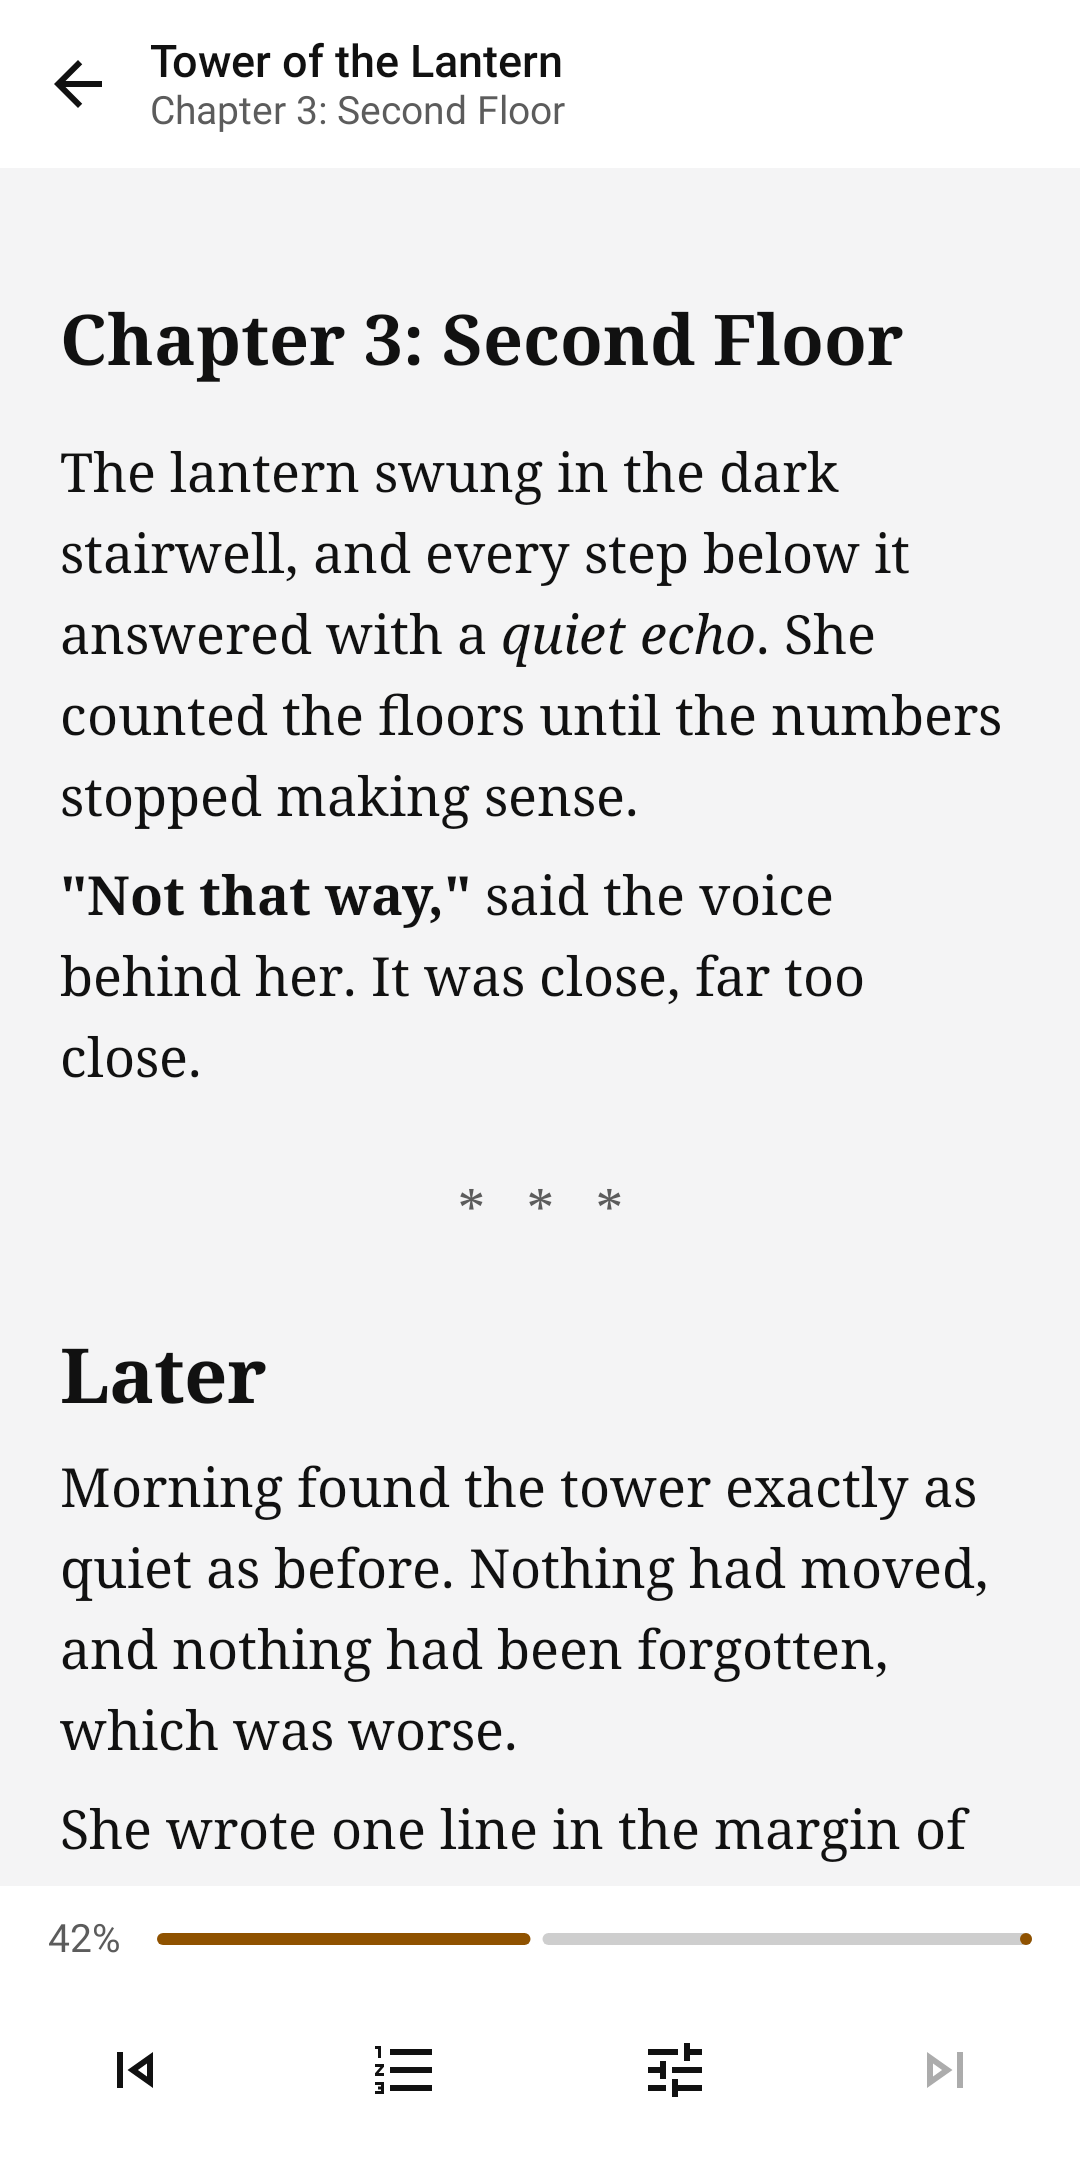 Tower of the Lantern
Chapter 3: Second Floor
Chapter 3: Second Floor
The lantern swung in the dark
stairwell, and every step below it
answered with a quiet echo. She
counted the floors until the numbers
stopped making sense.
"Not that way," said the voice
behind her. It was close, far too
close.
* * *
Later
Morning found the tower exactly as
quiet as before. Nothing had moved,
and nothing had been forgotten,
which was worse.
She wrote one line in the margin of
42%